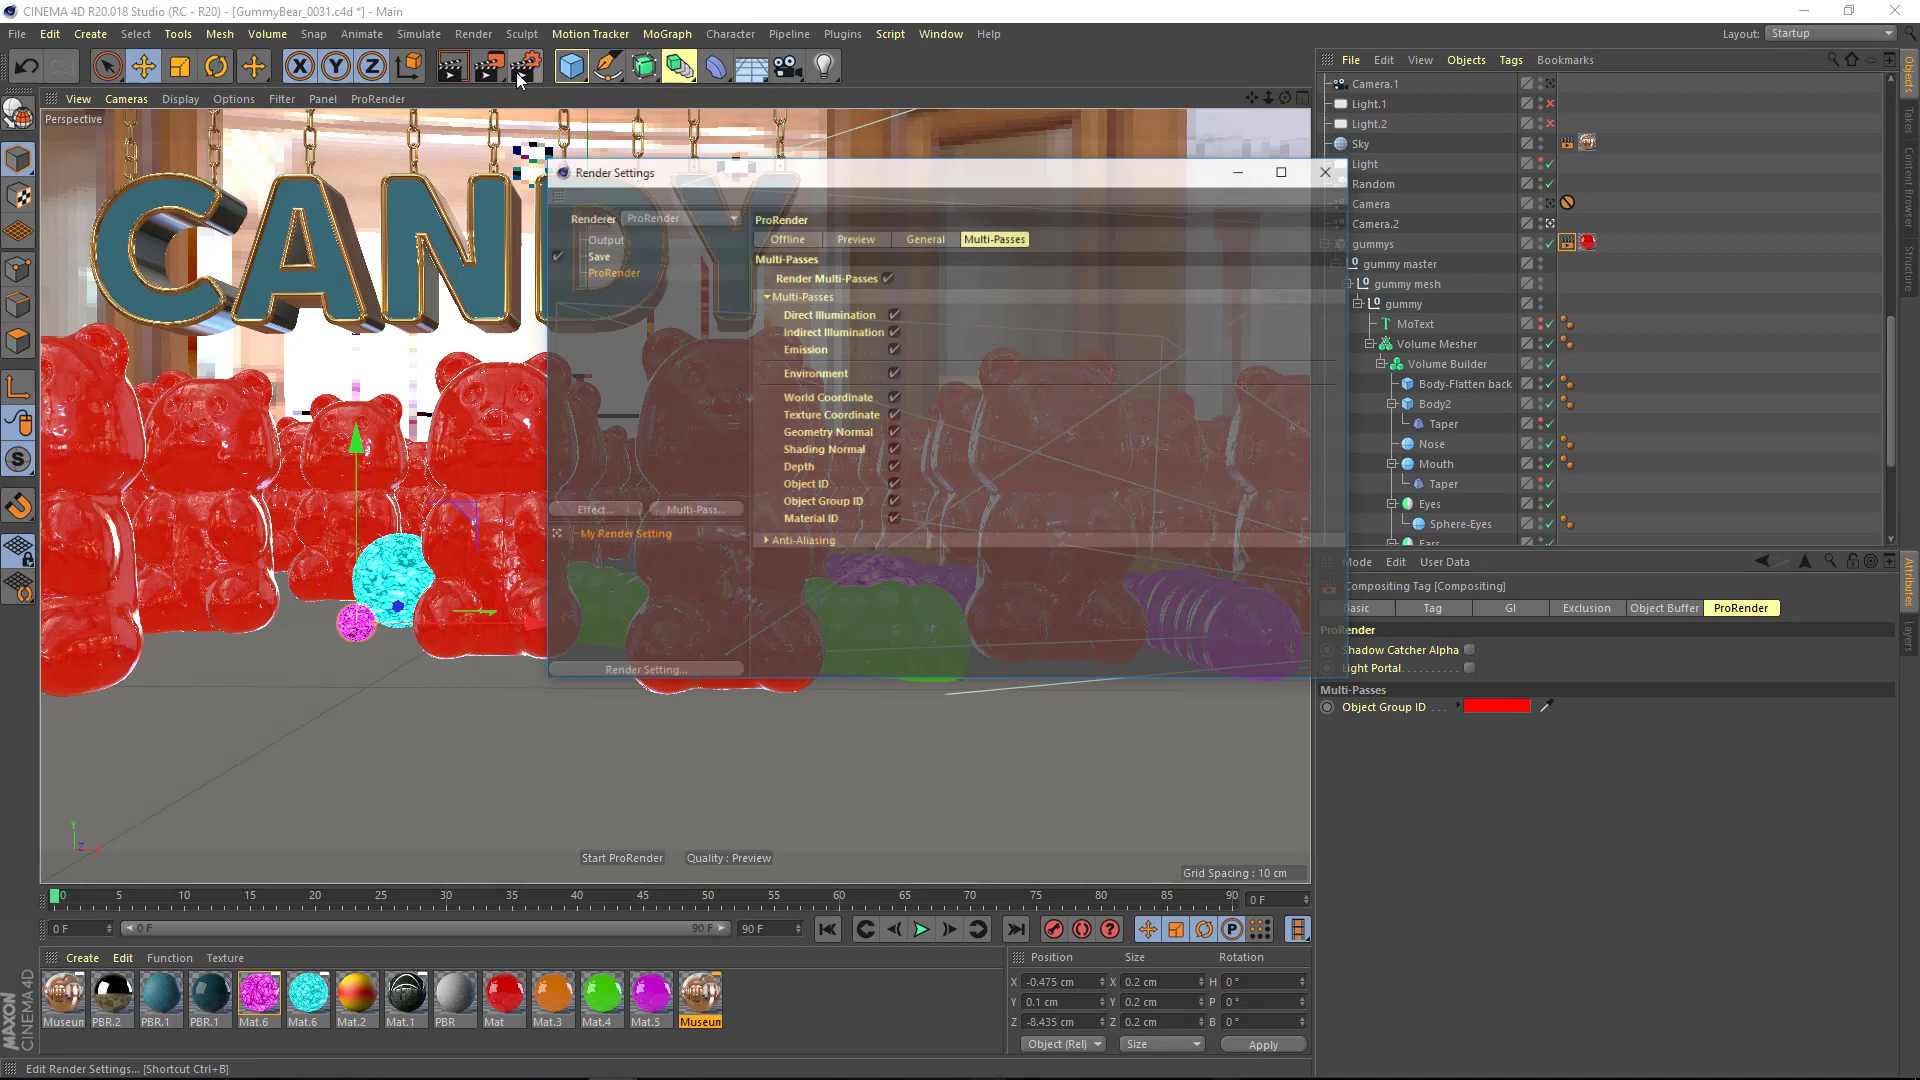 CINEMA 4D R20.018 Studio (RC - R20) - [GummyBear_0031.c4d *] - Main
File Edit Create Select Tools Mesh Volume Snap Animate Simulate Render Sculpt Motion Tracker MoGraph Character Pipeline Plugins Script Window Help Layout: Startup
X Y Z
File Edit View Objects Tags Bookmarks
View Cameras Display Options Filter Panel ProRender
Perspective
CANDY
Render Settings
Renderer ProRender
Output
Save
ProRender
Effect... Multi-Pass...
My Render Setting
Render Setting...
ProRender
Offline Preview General Multi-Passes
Multi-Passes
Render Multi-Passes
Multi-Passes
Direct Illumination
Indirect Illumination
Emission
Environment
World Coordinate
Texture Coordinate
Geometry Normal
Shading Normal
Depth
Object ID
Object Group ID
Material ID
Anti-Aliasing
Camera.1
Light.1
Light.2
Sky
Light
Random
Camera
Camera.2
gummys
gummy master
gummy mesh
gummy
MoText
Volume Mesher
Volume Builder
Body-Flatten back
Body2
Taper
Nose
Mouth
Taper
Eyes
Sphere-Eyes
Ears
Objects
Takes
Content Browser
Structure
Mode Edit User Data
Compositing Tag [Compositing]
Basic Tag GI Exclusion Object Buffer ProRender
ProRender
Shadow Catcher Alpha
Light Portal
Multi-Passes
Object Group ID
Attributes
Layers
Y
Z
Start ProRender Quality : Preview
Grid Spacing : 10 cm
0 5 10 15 20 25 30 35 40 45 50 55 60 65 70 75 80 85 90 0 F
0 F 0 F 90 F 90 F
Create Edit Function Texture
Museum PBR.2 PBR.1 PBR.1 Mat.6 Mat.6 Mat.2 Mat.1 PBR Mat Mat.3 Mat.4 Mat.5 Museum
Position Size Rotation
X -0.475 cm X 0.2 cm H 0 °
Y 0.1 cm Y 0.2 cm P 0 °
Z -8.435 cm Z 0.2 cm B 0 °
Object (Rel) Size Apply
MAXON
CINEMA 4D
Edit Render Settings... [Shortcut Ctrl+B]